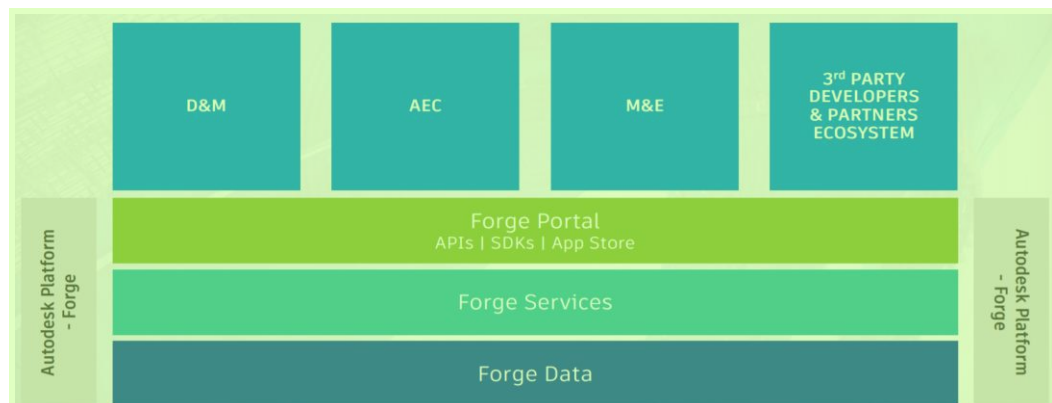 D&M
AEC
M&E
3rd PARTY
DEVELOPERS
& PARTNERS
ECOSYSTEM
Autodesk Platform
- Forge
Forge Portal
APIs | SDKs | App Store
Forge Services
Forge Data
Autodesk Platform
- Forge